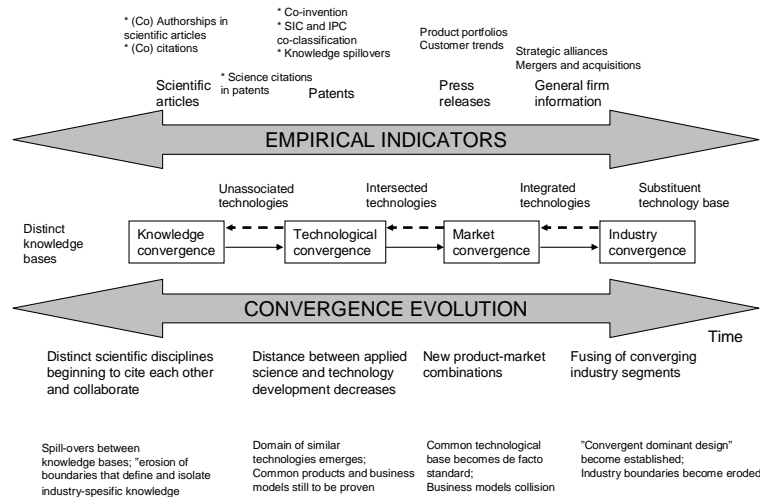 * (Co) Authorships in
scientific articles
* (Co) citations
* Co-invention
* SIC and IPC
co-classification
* Knowledge spillovers
Product portfolios
Customer trends
Strategic alliances
Mergers and acquisitions
Scientific
articles
* Science citations
in patents
Patents
Press
releases
General firm
information
EMPIRICAL INDICATORS
Unassociated
technologies
Intersected
technologies
Integrated
technologies
Substituent
technology base
Distinct
knowledge
bases
Knowledge
convergence
Technological
convergence
Market
convergence
Industry
convergence
CONVERGENCE EVOLUTION
Time
Distinct scientific disciplines
beginning to cite each other
and collaborate
Distance between applied
science and technology
development decreases
New product-market
combinations
Fusing of converging
industry segments
Spill-overs between
knowledge bases; "erosion of
boundaries that define and isolate
industry-spesific knowledge
Domain of similar
technologies emerges;
Common products and business
models still to be proven
Common technological
base becomes de facto
standard;
Business models collision
"Convergent dominant design"
become established;
Industry boundaries become eroded